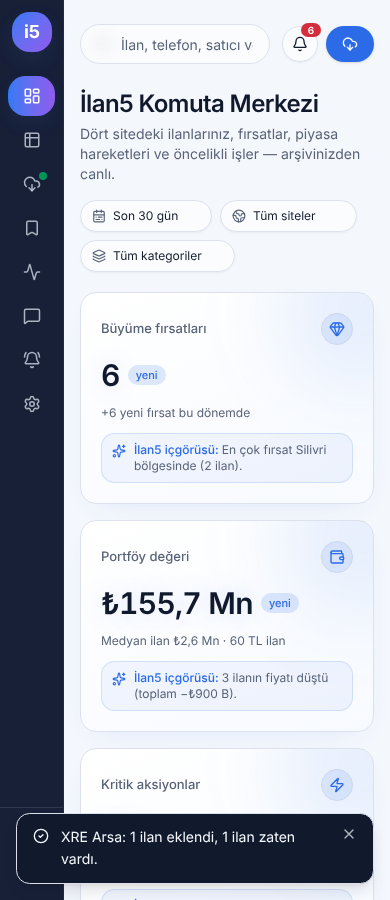 i5
İlan, telefon, satıcı v
6
İlan5 Komuta Merkezi
Dört sitedeki ilanlarınız, fırsatlar, piyasa
hareketleri ve öncelikli işler — arşivinizden
canlı.
Son 30 gün
Tüm siteler
Tüm kategoriler
Büyüme fırsatları
6 yeni
+6 yeni fırsat bu dönemde
İlan5 içgörüsü: En çok fırsat Silivri
bölgesinde (2 ilan).
Portföy değeri
₺155,7 Mn yeni
Medyan ilan ₺2,6 Mn · 60 TL ilan
İlan5 içgörüsü: 3 ilanın fiyatı düştü
(toplam −₺900 B).
Kritik aksiyonlar
XRE Arsa: 1 ilan eklendi, 1 ilan zaten
vardı.